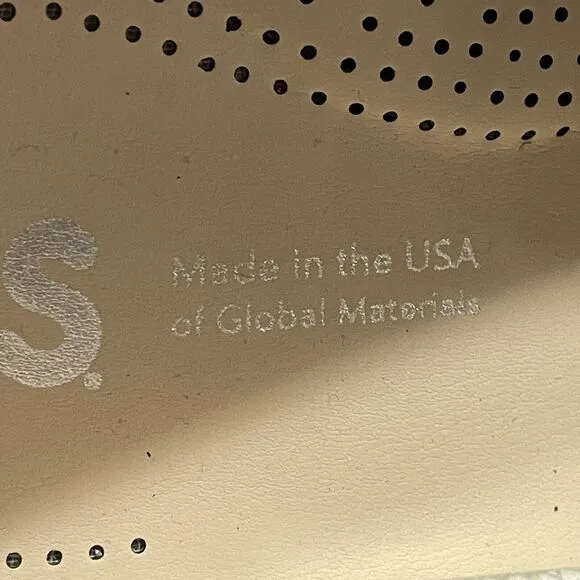 S.
Made in the USA
of Global Materials